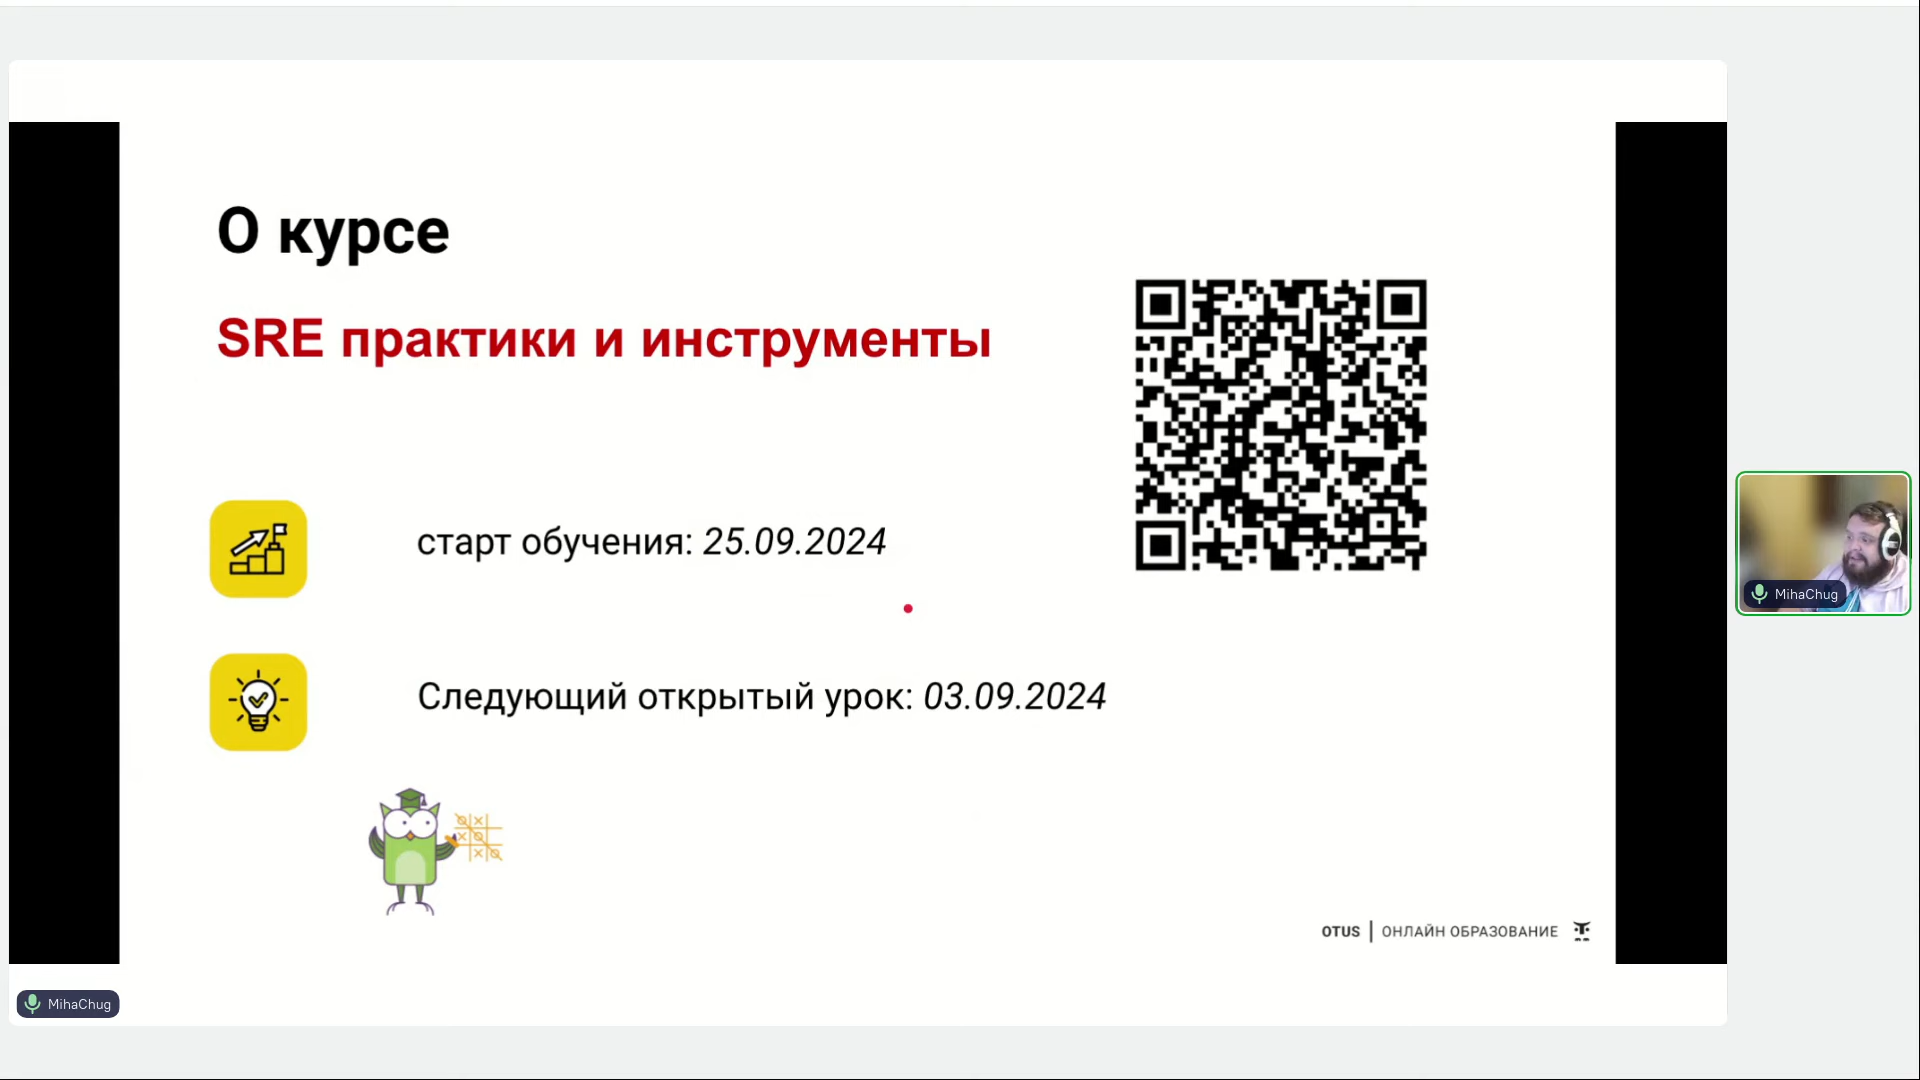 О курсе
SRE практики и инструменты
старт обучения: 25.09.2024
Следующий открытый урок: 03.09.2024
OTUS | ОНЛАЙН ОБРАЗОВАНИЕ
MihaChug
MihaChug